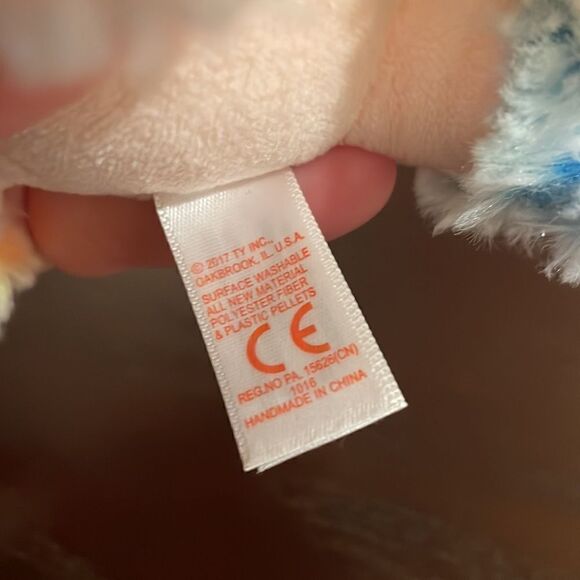 © 2017 TY INC.,
OAKBROOK, IL. U.S.A.
SURFACE WASHABLE
ALL NEW MATERIAL
POLYESTER FIBER
& PLASTIC PELLETS
CE
REG.NO PA. 15626(CN)
1016
HANDMADE IN CHINA